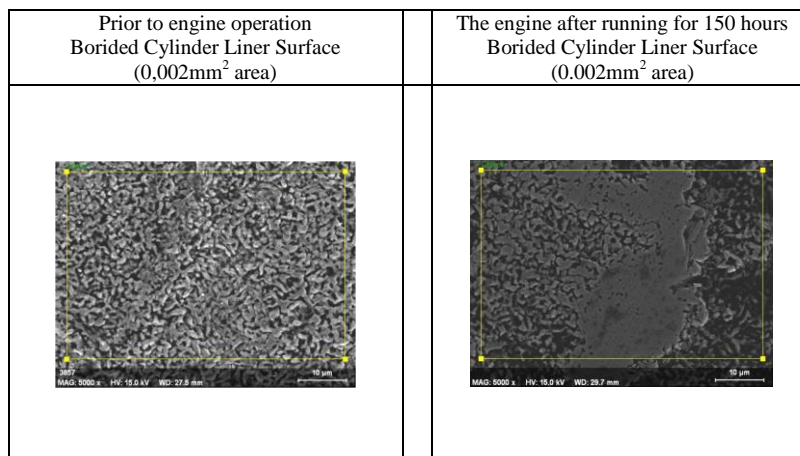 Prior to engine operation
Borided Cylinder Liner Surface
(0,002mm² area)
The engine after running for 150 hours
Borided Cylinder Liner Surface
(0.002mm² area)
3857
MAG: 5000 x HV: 15.0 kV WD: 27.5 mm
10 µm
MAG: 5000 x HV: 15.0 kV WD: 29.7 mm
10 µm